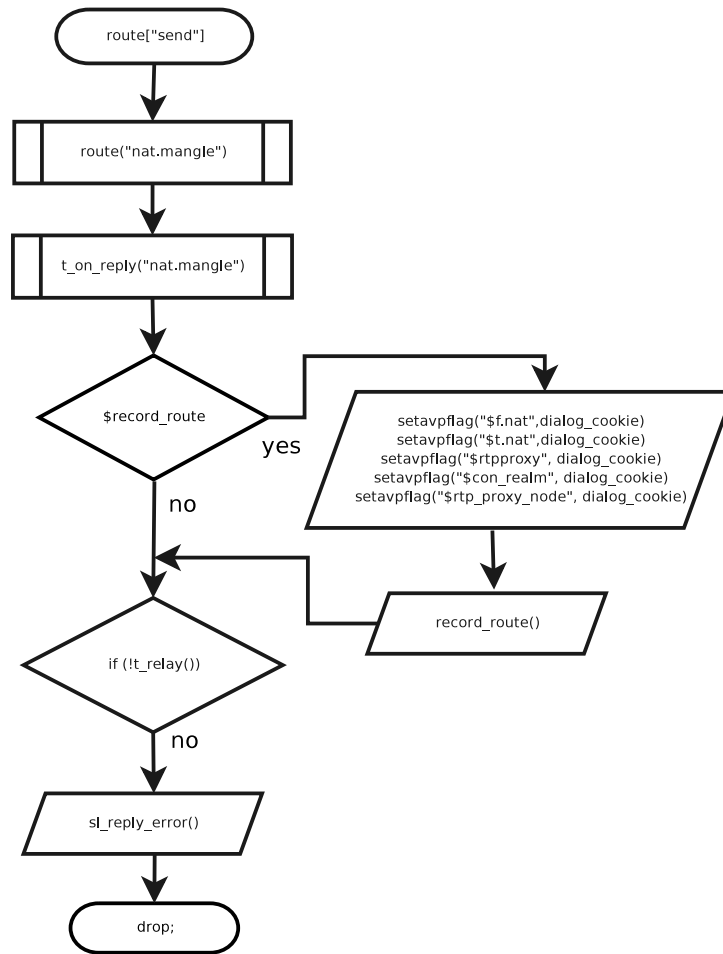 route["send"]
route("nat.mangle")
t_on_reply("nat.mangle")
$record_route
yes
setavpflag("$f.nat",dialog_cookie)
setavpflag("$t.nat",dialog_cookie)
setavpflag("$rtpproxy", dialog_cookie)
setavpflag("$con_realm", dialog_cookie)
setavpflag("$rtp_proxy_node", dialog_cookie)
no
record_route()
if (!t_relay())
no
sl_reply_error()
drop;